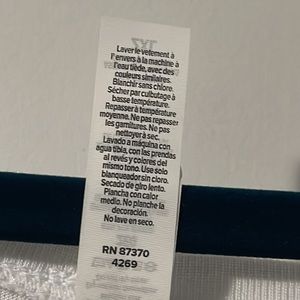 Laver le vêtement à
l'envers à la machine à
l'eau tiède, avec des
couleurs similaires.
Blanchir sans chloro.
Sécher par culbutage à
basse température.
Repasser à température
moyenne. Ne pas repasser
les garnitures. Ne pas
nettoyer à sec.
Lavado a máquina con
agua tibia, con las prendas
al revés y colores del
mismo tono. Use solo
blanqueador sin cloro.
Secado de giro lento.
Plancha con calor
medio. No planche la
decoración.
No lave en seco.
RN 87370
4269